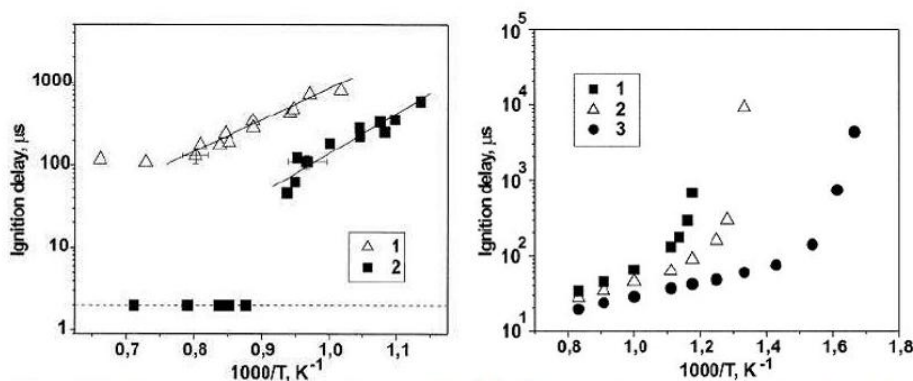 Ignition delay, μs
1000
100
10
1
1
2
0,7 0,8 0,9 1,0 1,1
1000/T, K⁻¹
Ignition delay, μs
10⁵
10⁴
10³
10²
10¹
1
2
3
0,8 1,0 1,2 1,4 1,6 1,8
1000/T, K⁻¹